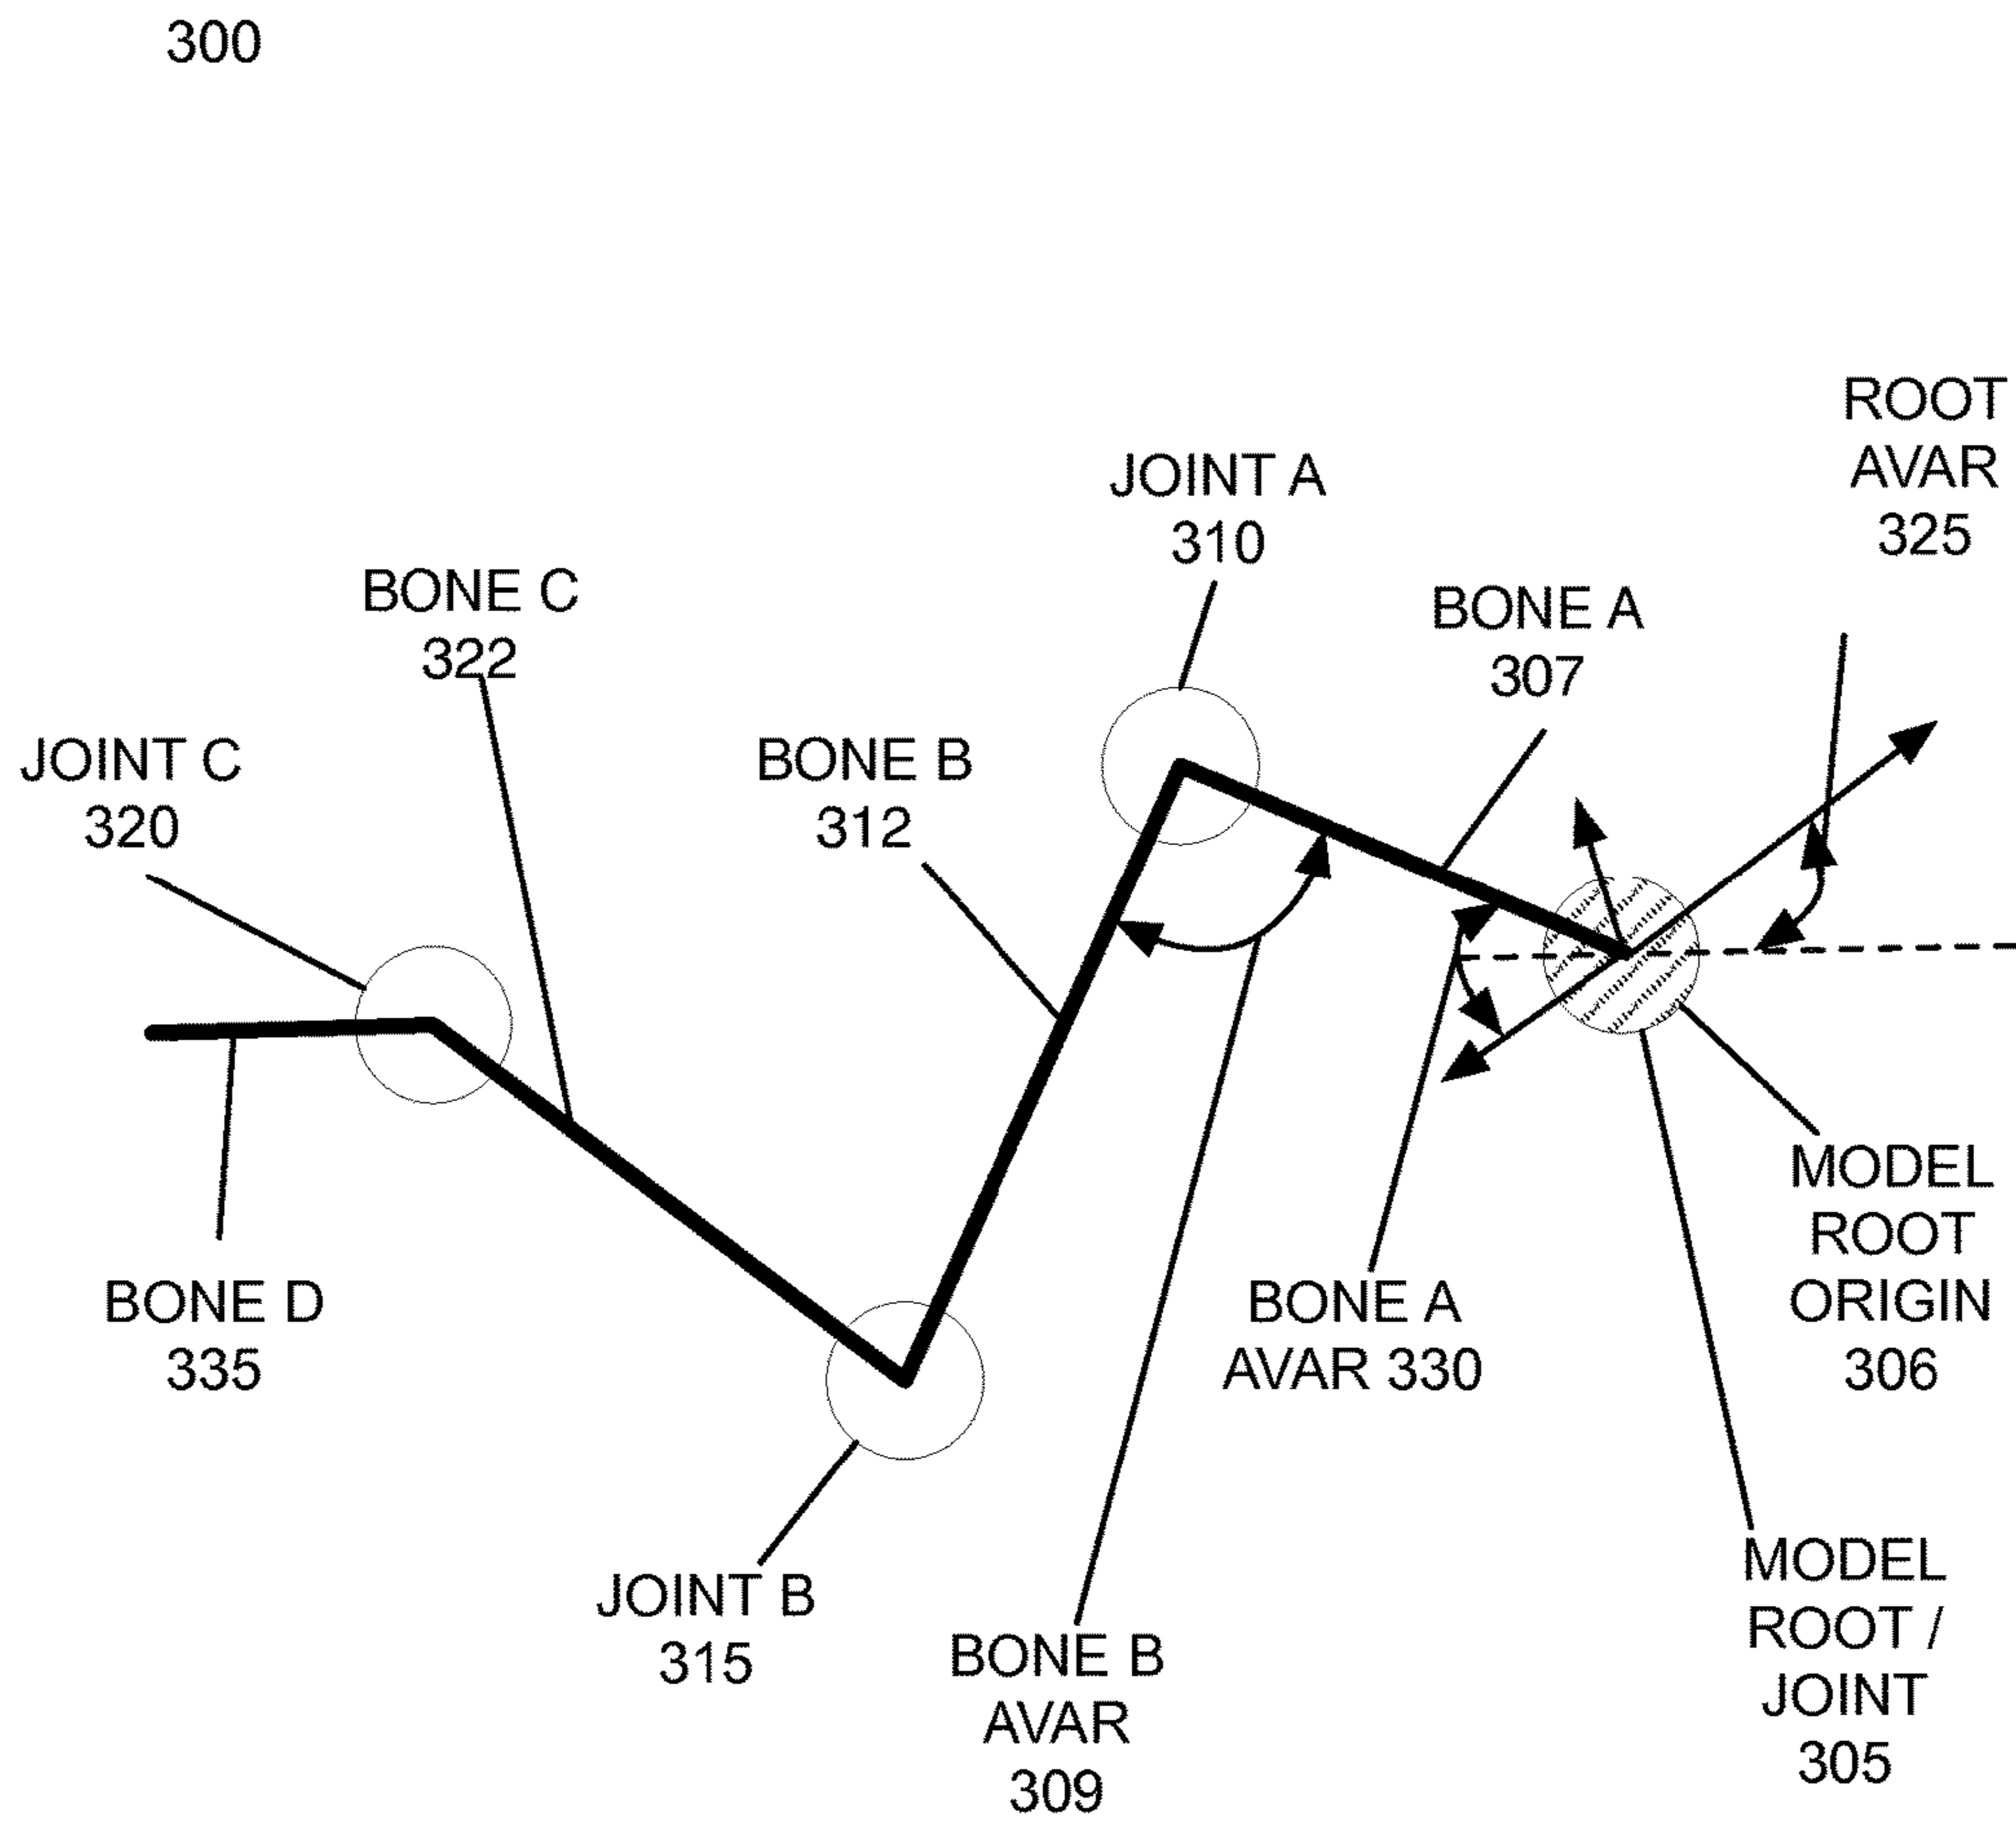 300
ROOT
AVAR
325
JOINT A
310
BONE C
322
BONE A
307
JOINT C
320
BONE B
312
MODEL
ROOT
ORIGIN
306
BONE D
335
BONE A
AVAR 330
MODEL
ROOT /
JOINT
305
JOINT B
315
BONE B
AVAR
309